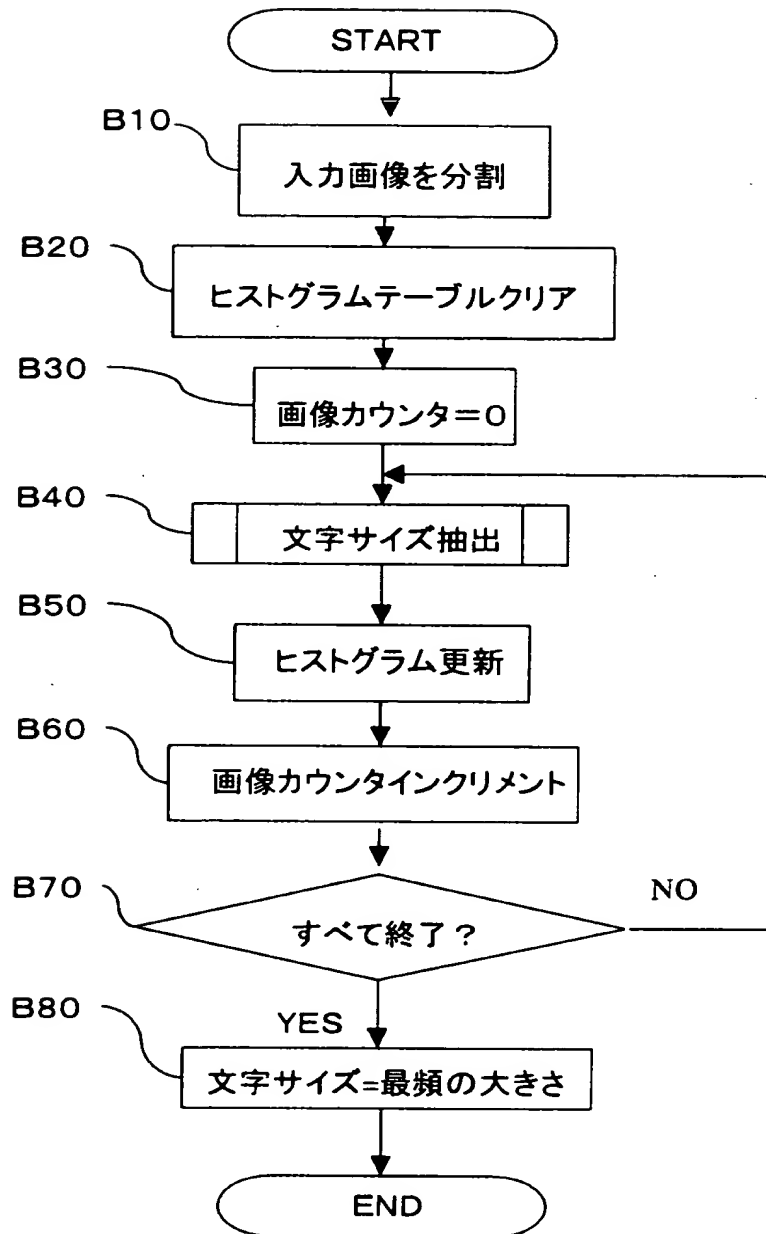 START
B10
入力画像を分割
B20
ヒストグラムテーブルクリア
B30
画像カウンタ=0
B40
文字サイズ抽出
B50
ヒストグラム更新
B60
画像カウンタインクリメント
B70
すべて終了?
NO
YES
B80
文字サイズ=最頻の大きさ
END